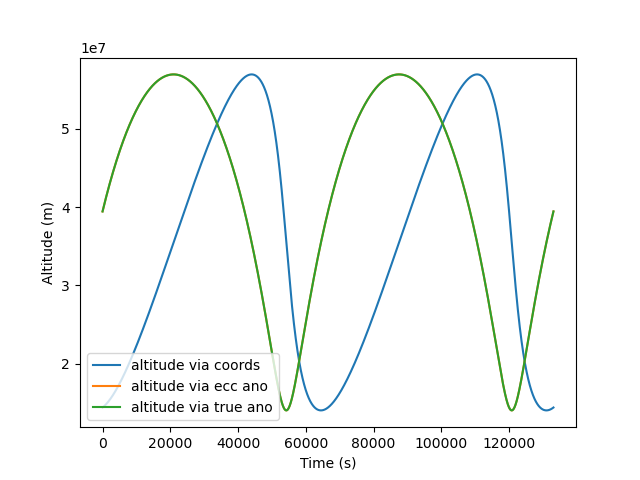 1e7
5
4
3
2
Altitude (m)
altitude via coords
altitude via ecc ano
altitude via true ano
0 20000 40000 60000 80000 100000 120000
Time (s)